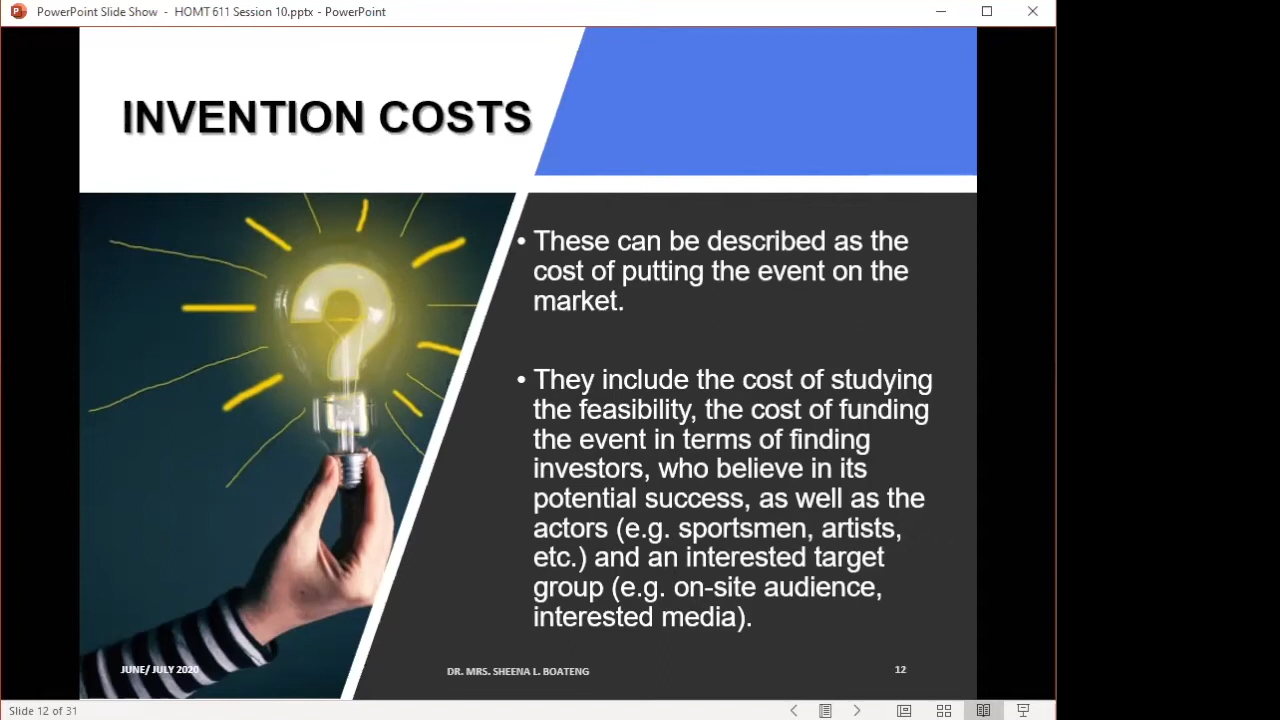 PowerPoint Slide Show - HOMT 611 Session 10.pptx - PowerPoint
INVENTION COSTS
• These can be described as the
cost of putting the event on the
market.
• They include the cost of studying
the feasibility, the cost of funding
the event in terms of finding
investors, who believe in its
potential success, as well as the
actors (e.g. sportsmen, artists,
etc.) and an interested target
group (e.g. on-site audience,
interested media).
JUNE/ JULY 2020
DR. MRS. SHEENA L. BOATENG
12
Slide 12 of 31